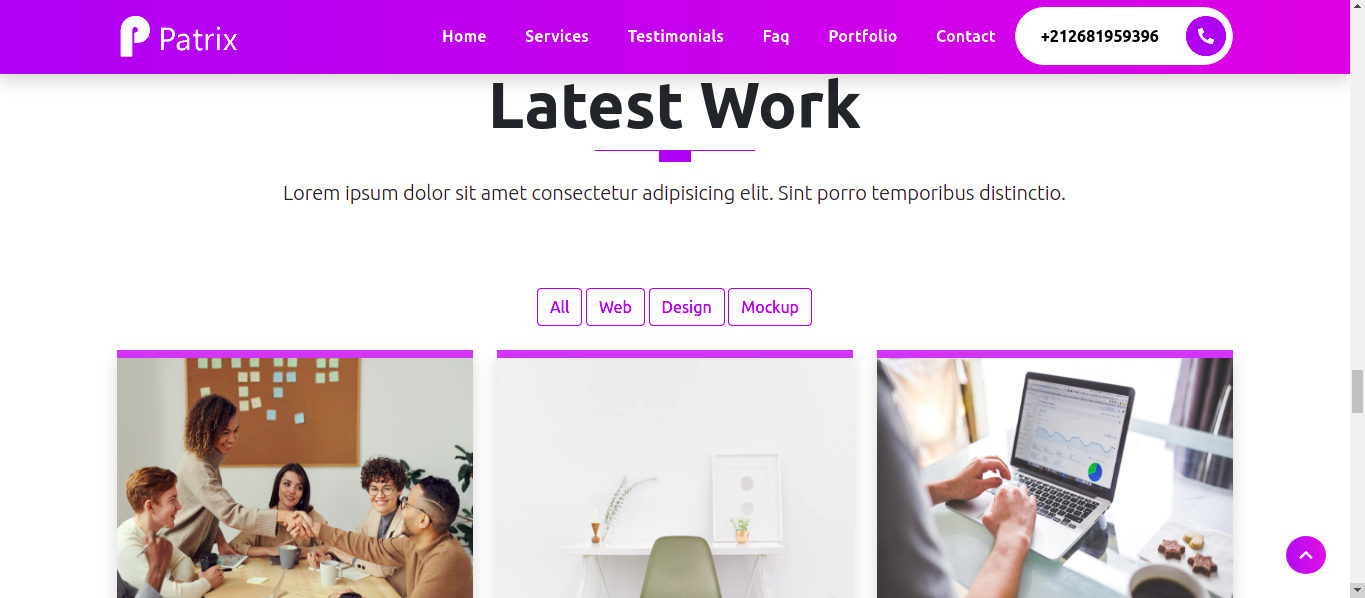 Patrix
Home Services Testimonials Faq Portfolio Contact +212681959396
Latest Work
Lorem ipsum dolor sit amet consectetur adipisicing elit. Sint porro temporibus distinctio.
All Web Design Mockup